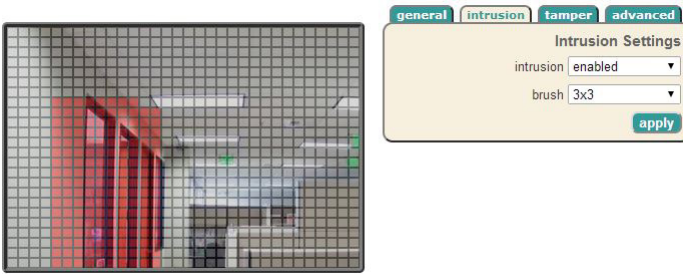 general intrusion tamper advanced
Intrusion Settings
intrusion enabled
brush 3x3
apply